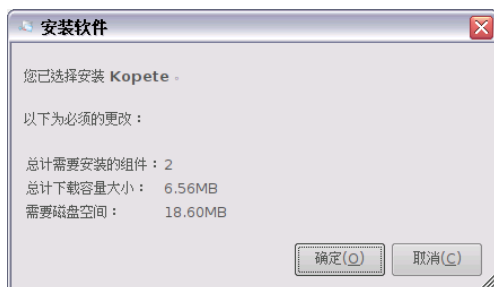 安装软件
您已选择安装 Kopete 。
以下为必须的更改：
总计需要安装的组件：2
总计下载容量大小： 6.56MB
需要磁盘空间： 18.60MB
确定(O) 取消(C)